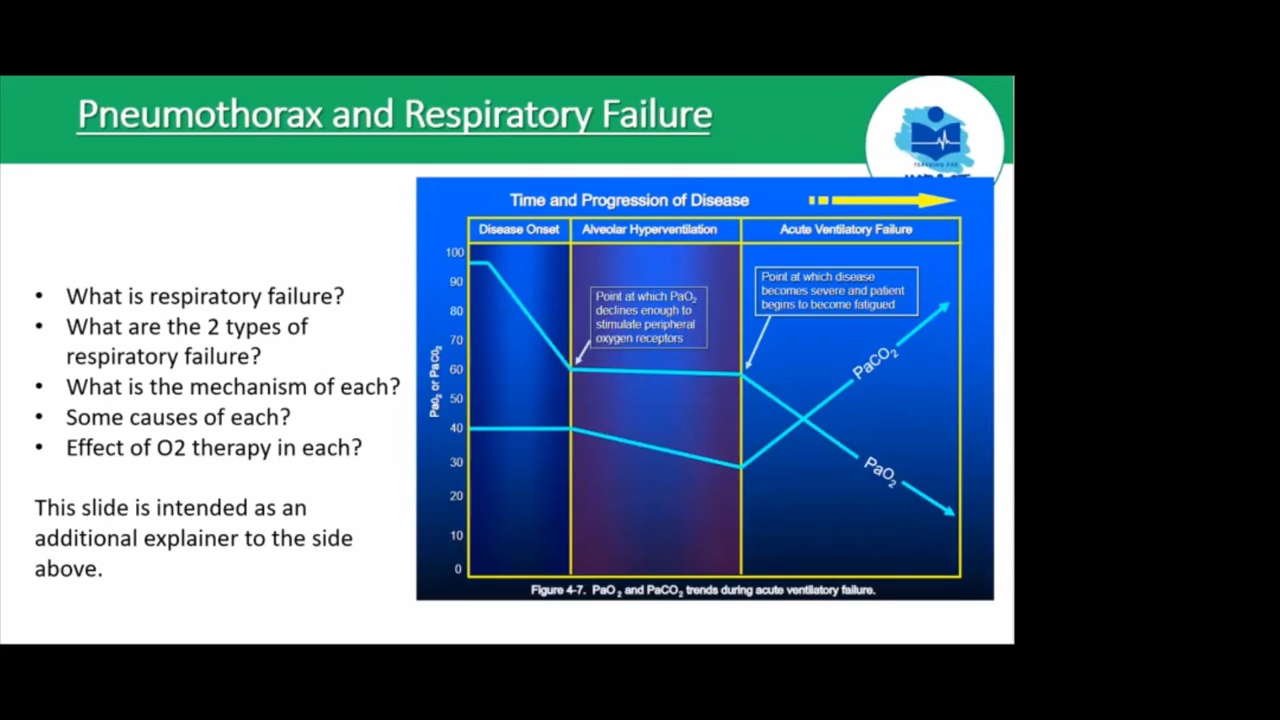 Pneumothorax and Respiratory Failure
TEACHING FOR
• What is respiratory failure?
• What are the 2 types of
respiratory failure?
• What is the mechanism of each?
• Some causes of each?
• Effect of O2 therapy in each?
This slide is intended as an
additional explainer to the side
above.
Time and Progression of Disease
Disease Onset
Alveolar Hyperventilation
Acute Ventilatory Failure
100
90
80
70
60
50
40
30
20
10
0
Pao₂ or PaCO₂
Point at which PaO₂
declines enough to
stimulate peripheral
oxygen receptors
Point at which disease
becomes severe and patient
begins to become fatigued
PaCO₂
PaO₂
Figure 4-7. PaO₂ and PaCO₂ trends during acute ventilatory failure.